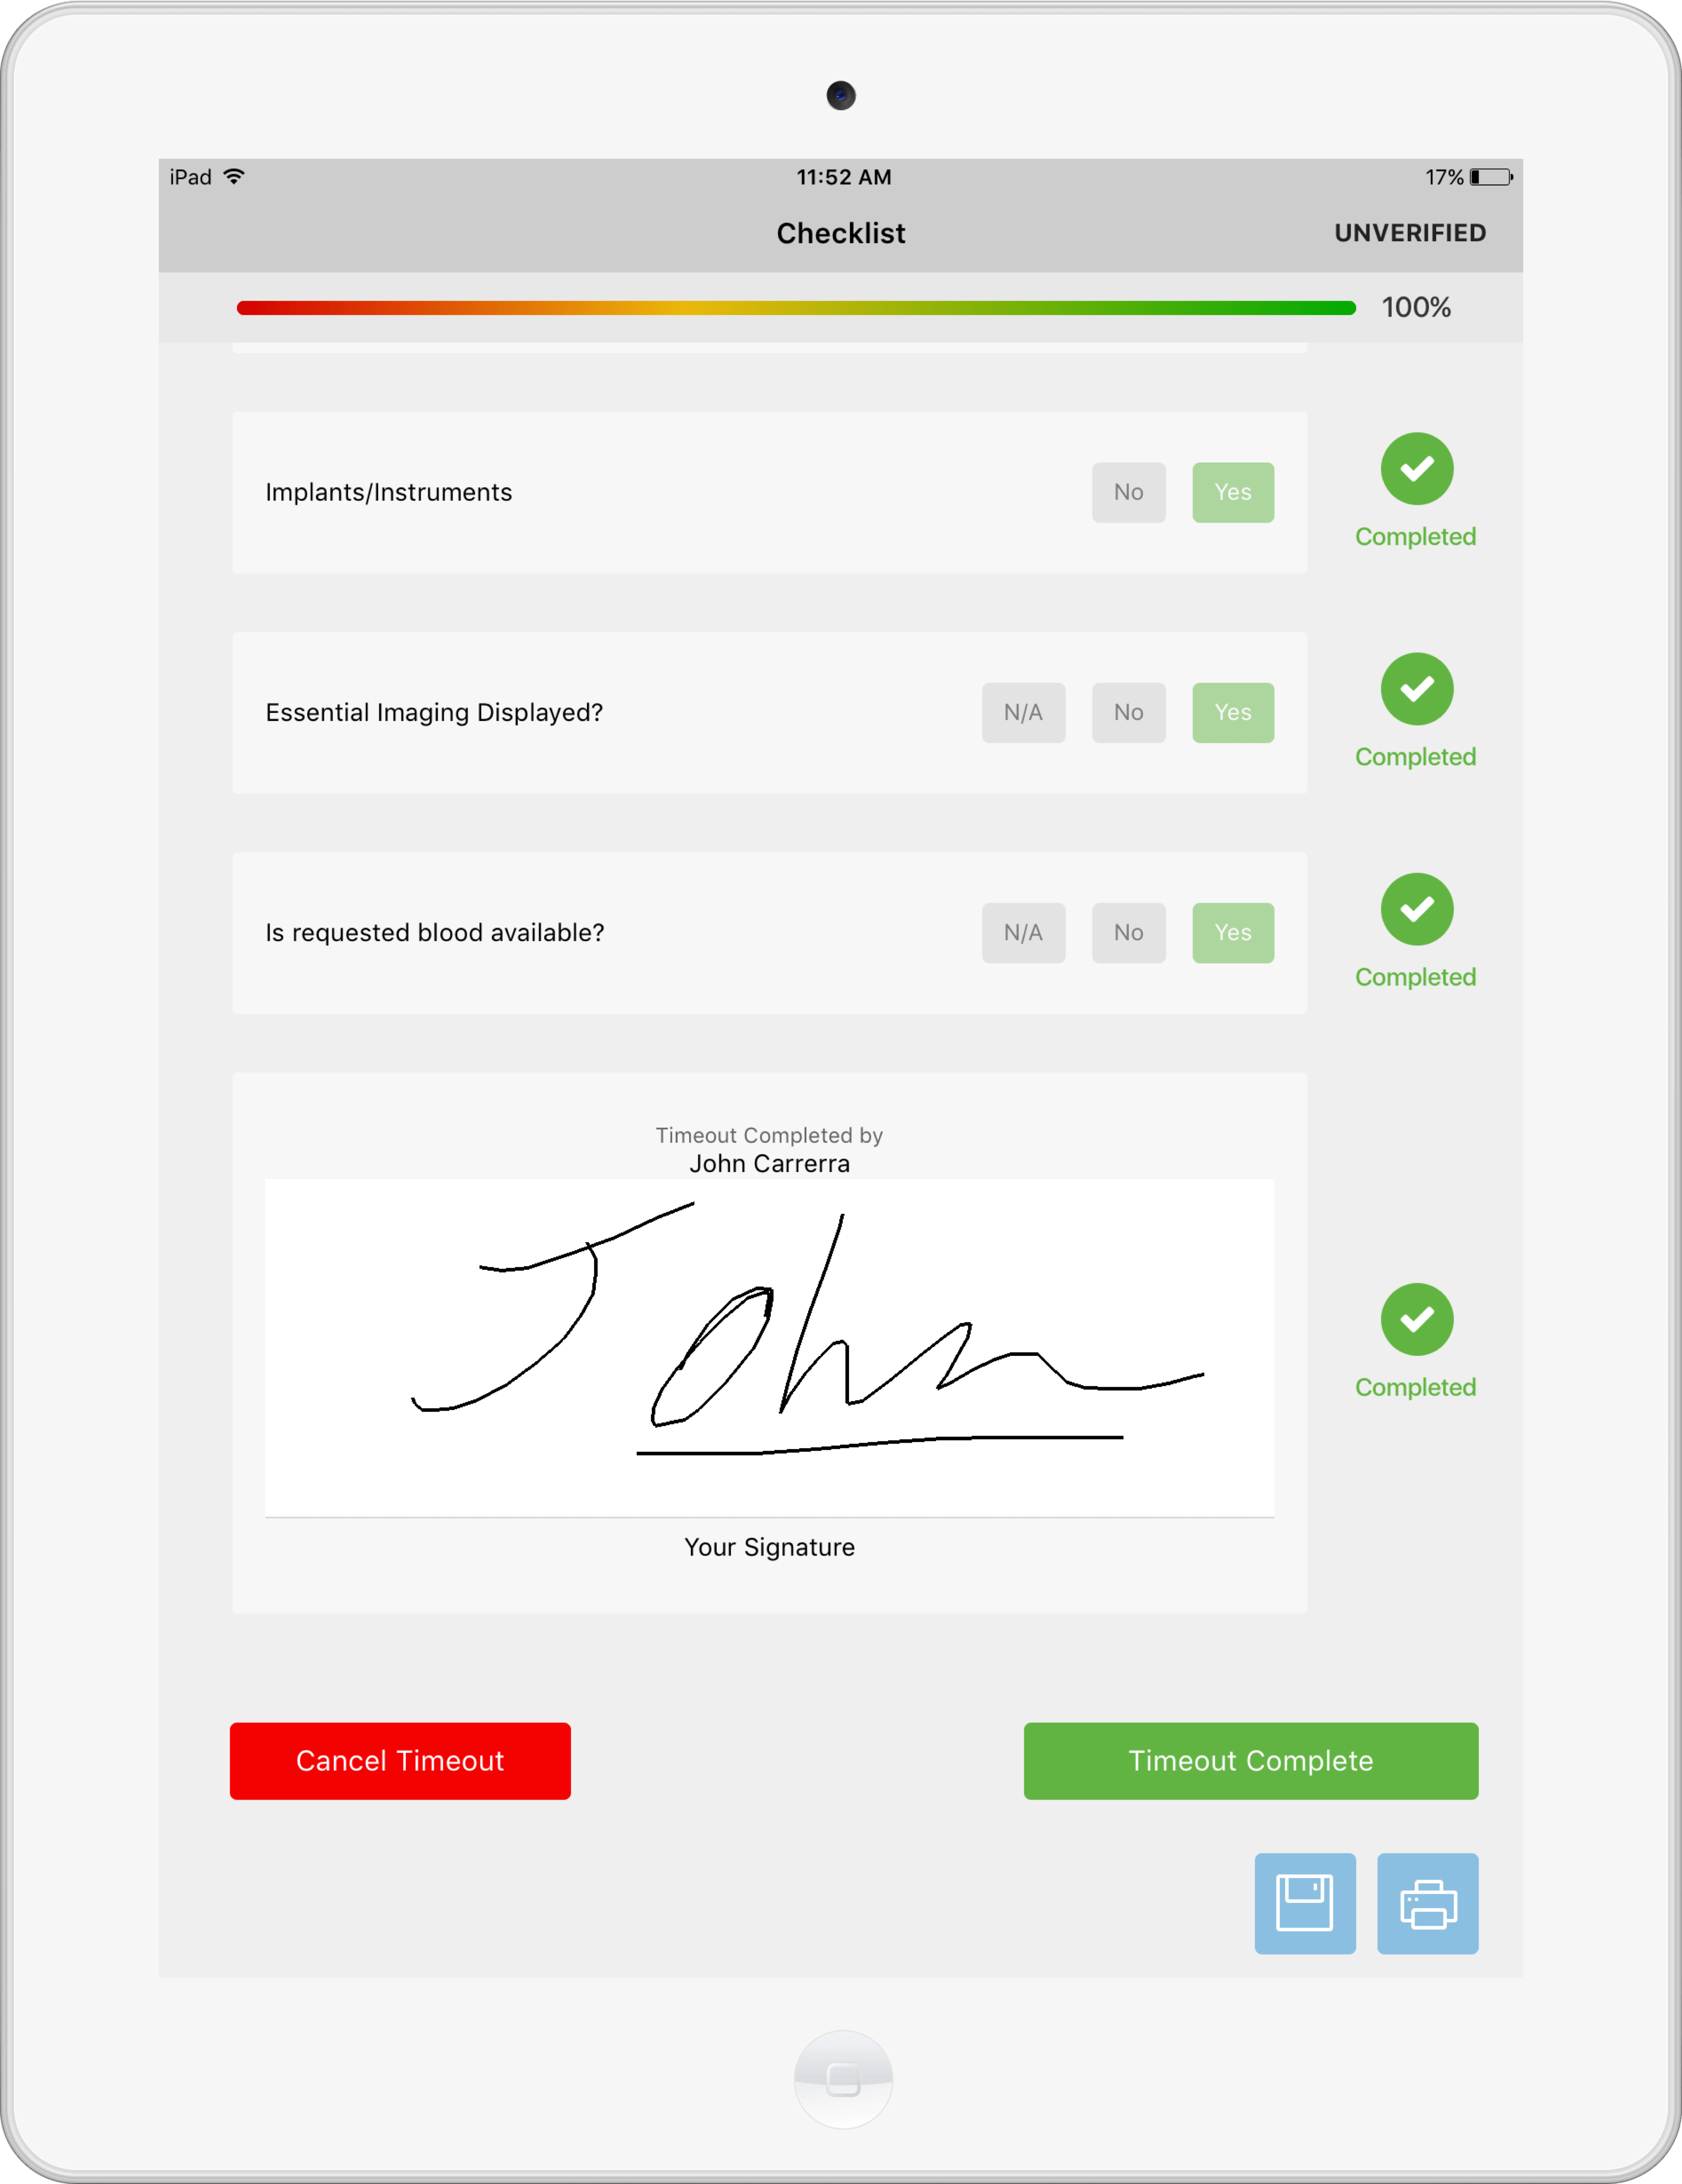 iPad 11:52 AM 17%
Checklist UNVERIFIED
100%
Implants/Instruments No Yes
Completed
Essential Imaging Displayed? N/A No Yes
Completed
Is requested blood available? N/A No Yes
Completed
Timeout Completed by
John Carrerra
John
Completed
Your Signature
Cancel Timeout Timeout Complete